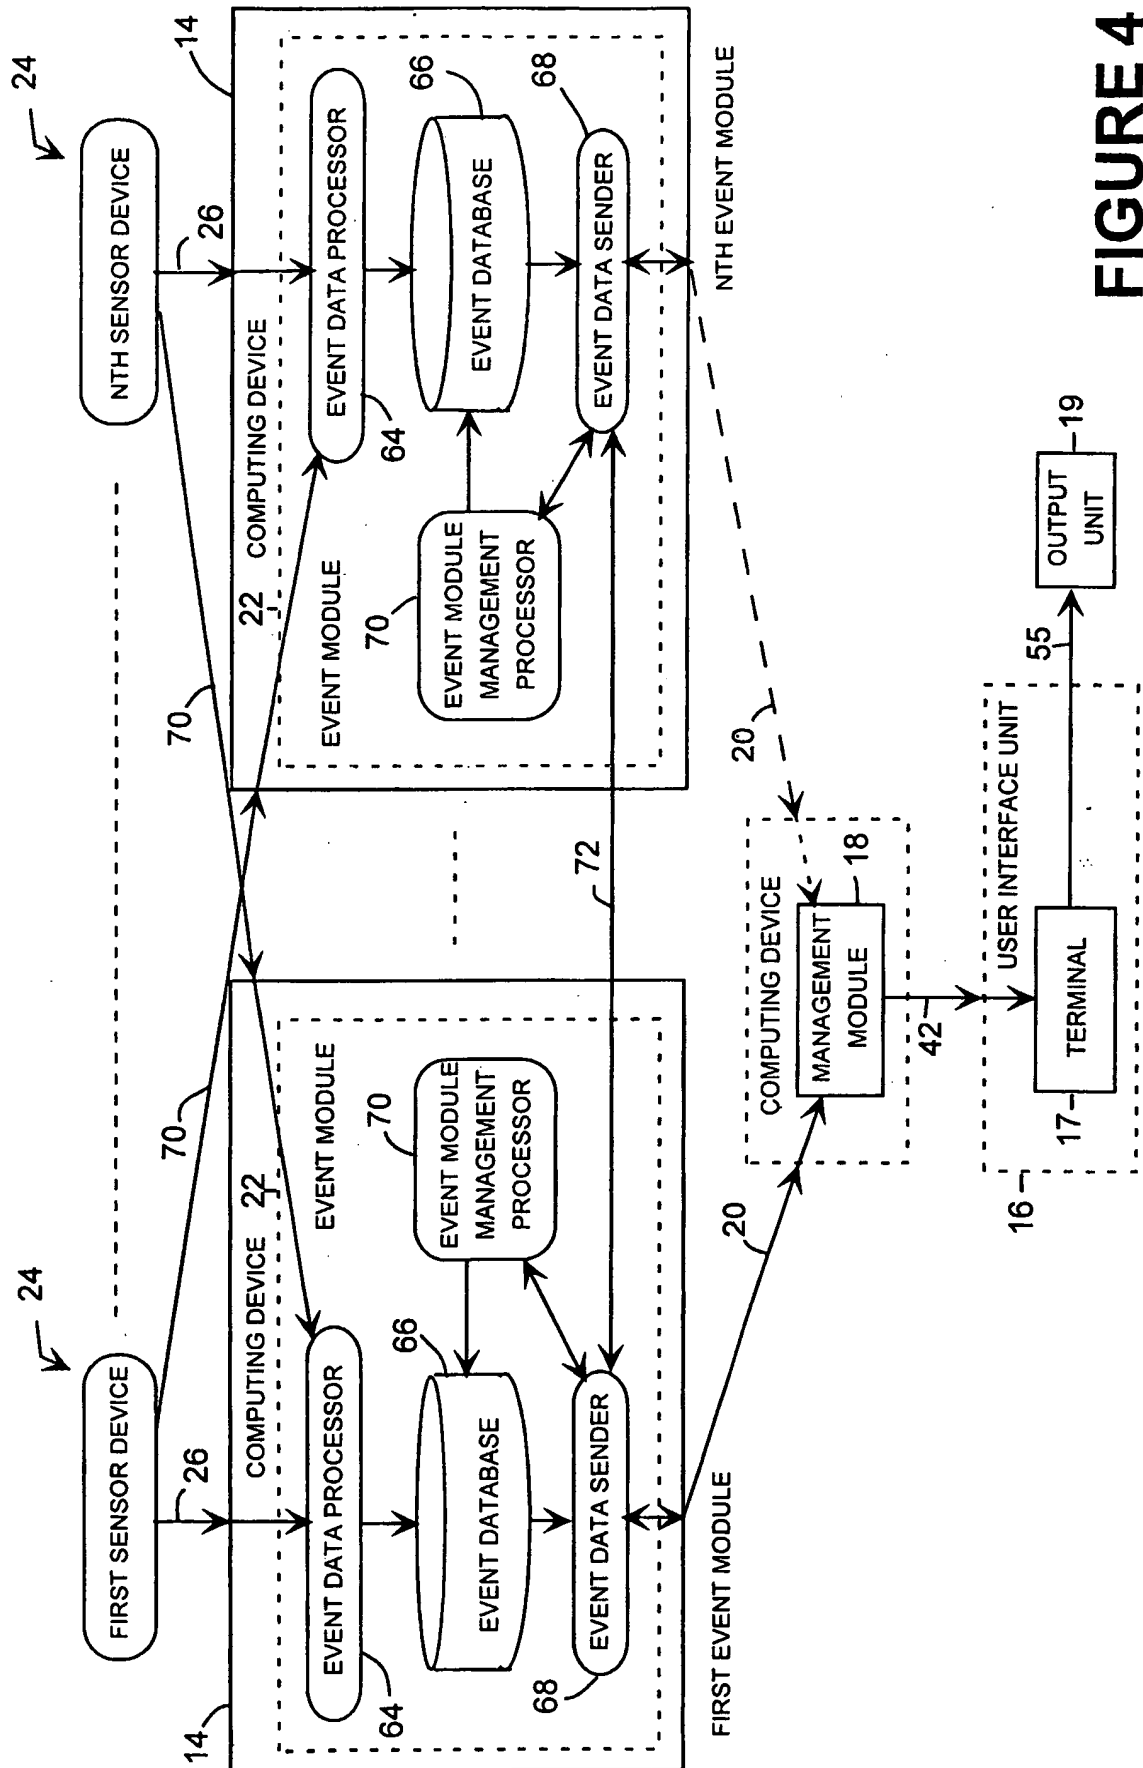 24
FIRST SENSOR DEVICE
24
NTH SENSOR DEVICE
26
70
70
26
14
COMPUTING DEVICE
22
22
COMPUTING DEVICE
14
EVENT DATA PROCESSOR
64
EVENT MODULE
EVENT MODULE
EVENT DATA PROCESSOR
64
66
EVENT DATABASE
70
EVENT MODULE
MANAGEMENT
PROCESSOR
70
EVENT MODULE
MANAGEMENT
PROCESSOR
66
EVENT DATABASE
68
EVENT DATA SENDER
72
68
EVENT DATA SENDER
FIRST EVENT MODULE
NTH EVENT MODULE
20
20
COMPUTING DEVICE
MANAGEMENT
MODULE
18
42
USER INTERFACE UNIT
16
17
TERMINAL
55
OUTPUT
UNIT
19
FIGURE 4